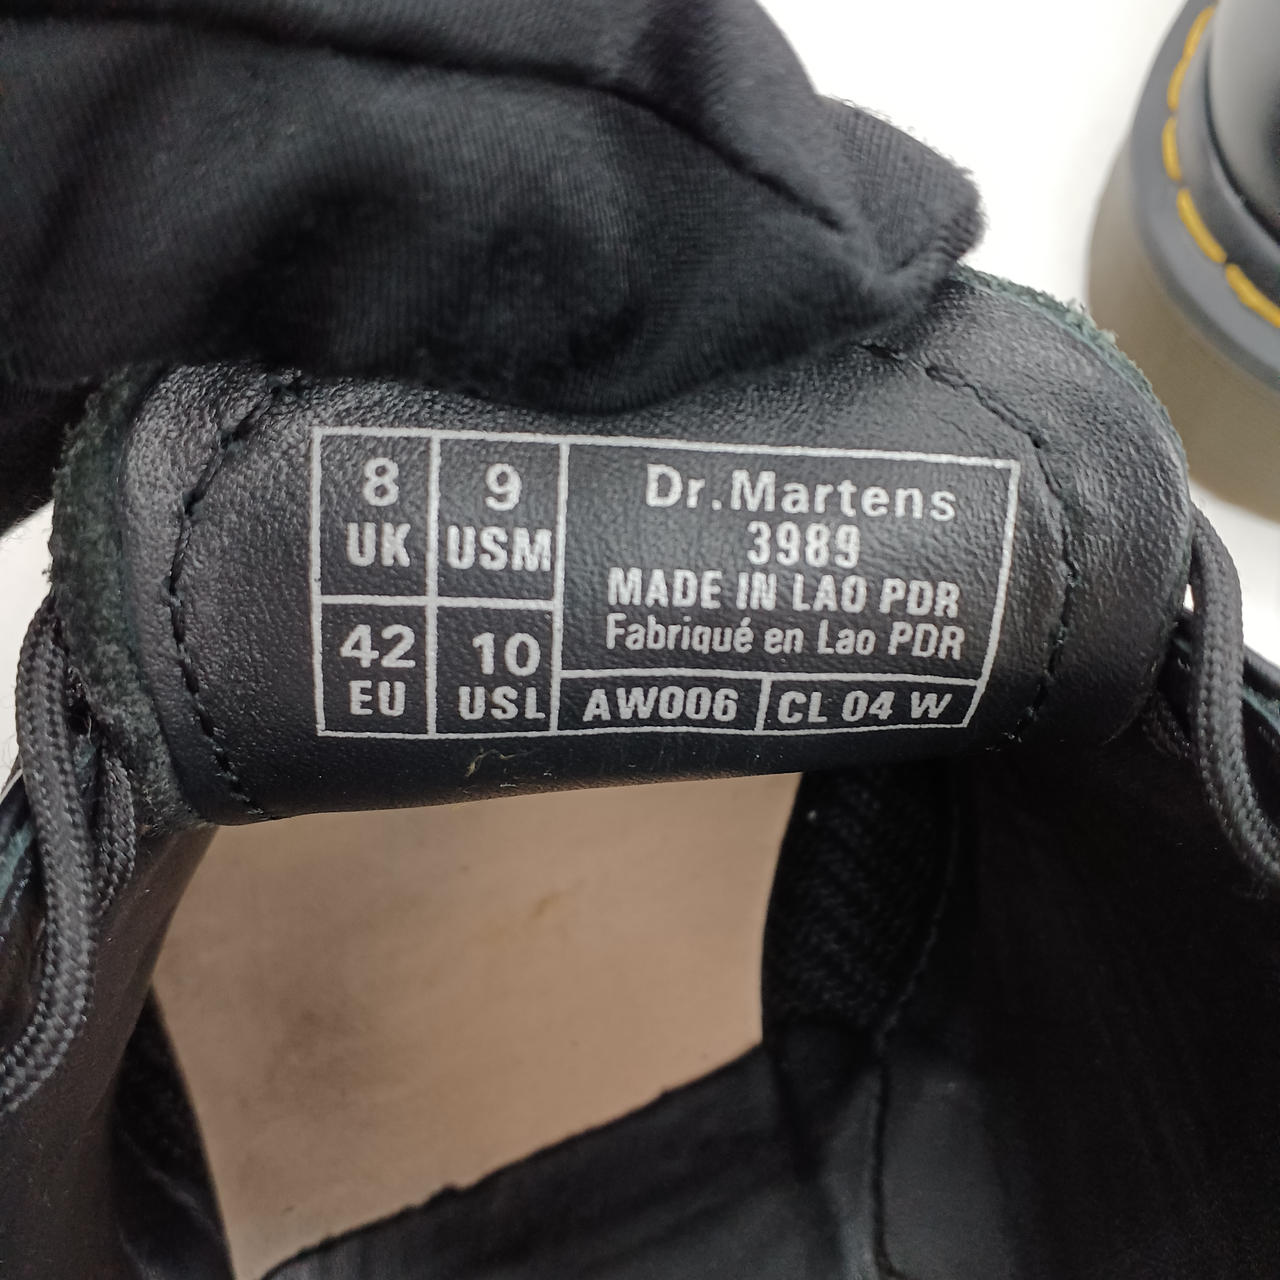 8
UK
9
USM
42
EU
10
USL
Dr.Martens
3989
MADE IN LAO PDR
Fabriqué en Lao PDR
AW006
CL 04 W